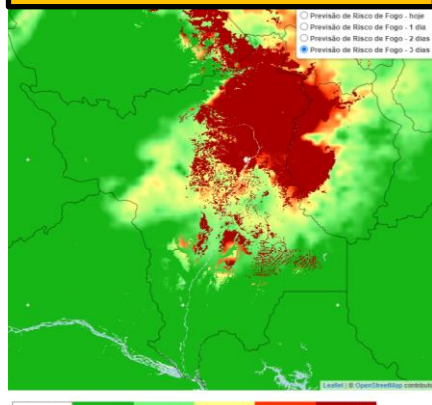 Previsão de Risco de Fogo - hoje
Previsão de Risco de Fogo - 1 dia
Previsão de Risco de Fogo - 2 dias
Previsão de Risco de Fogo - 3 dias
Leaflet | © OpenStreetMap contributo